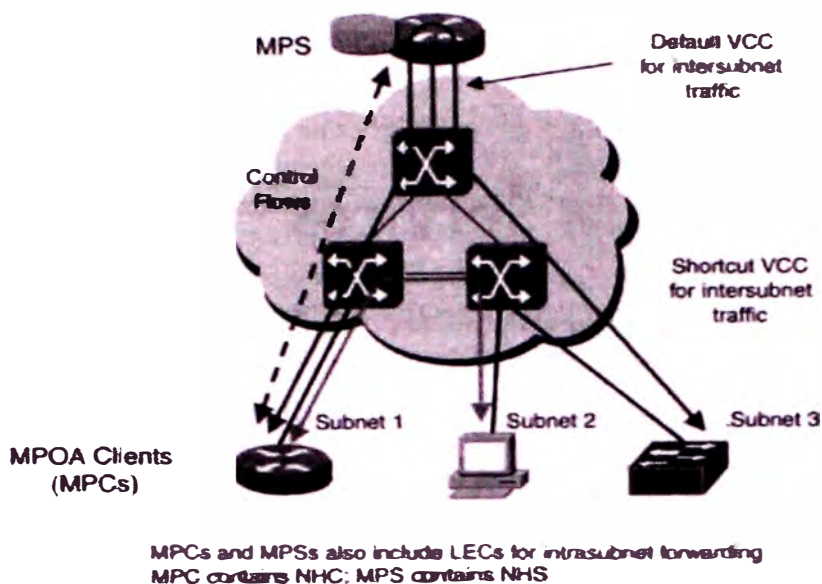 MPS
Default VCC
for intersubnet
traffic
Control
Flows
Shortcut VCC
for intersubnet
traffic
Subnet 1
Subnet 2
.Subnet 3
MPOA Clients
(MPCs)
MPCs and MPSs also include LECs for intrasubnet forwarding
MPC contains NHC; MPS contains NHS